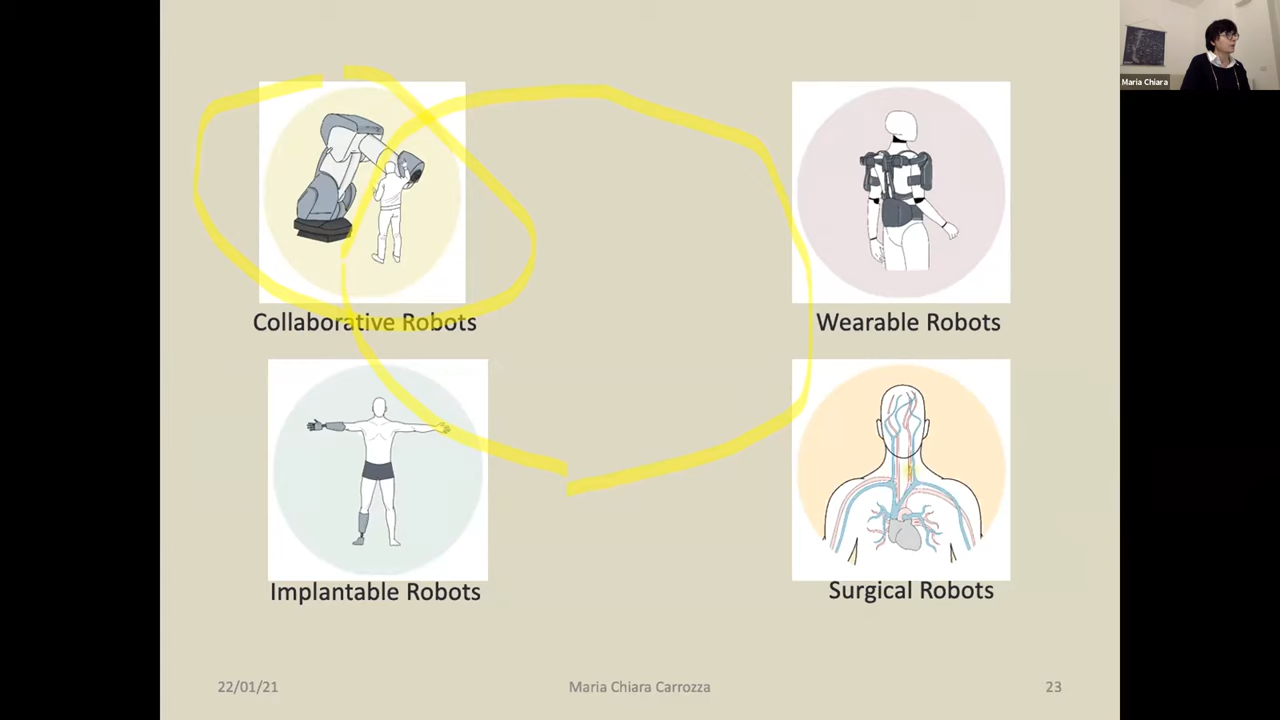 Maria Chiara
Collaborative Robots
Wearable Robots
Implantable Robots
Surgical Robots
22/01/21
Maria Chiara Carrozza
23